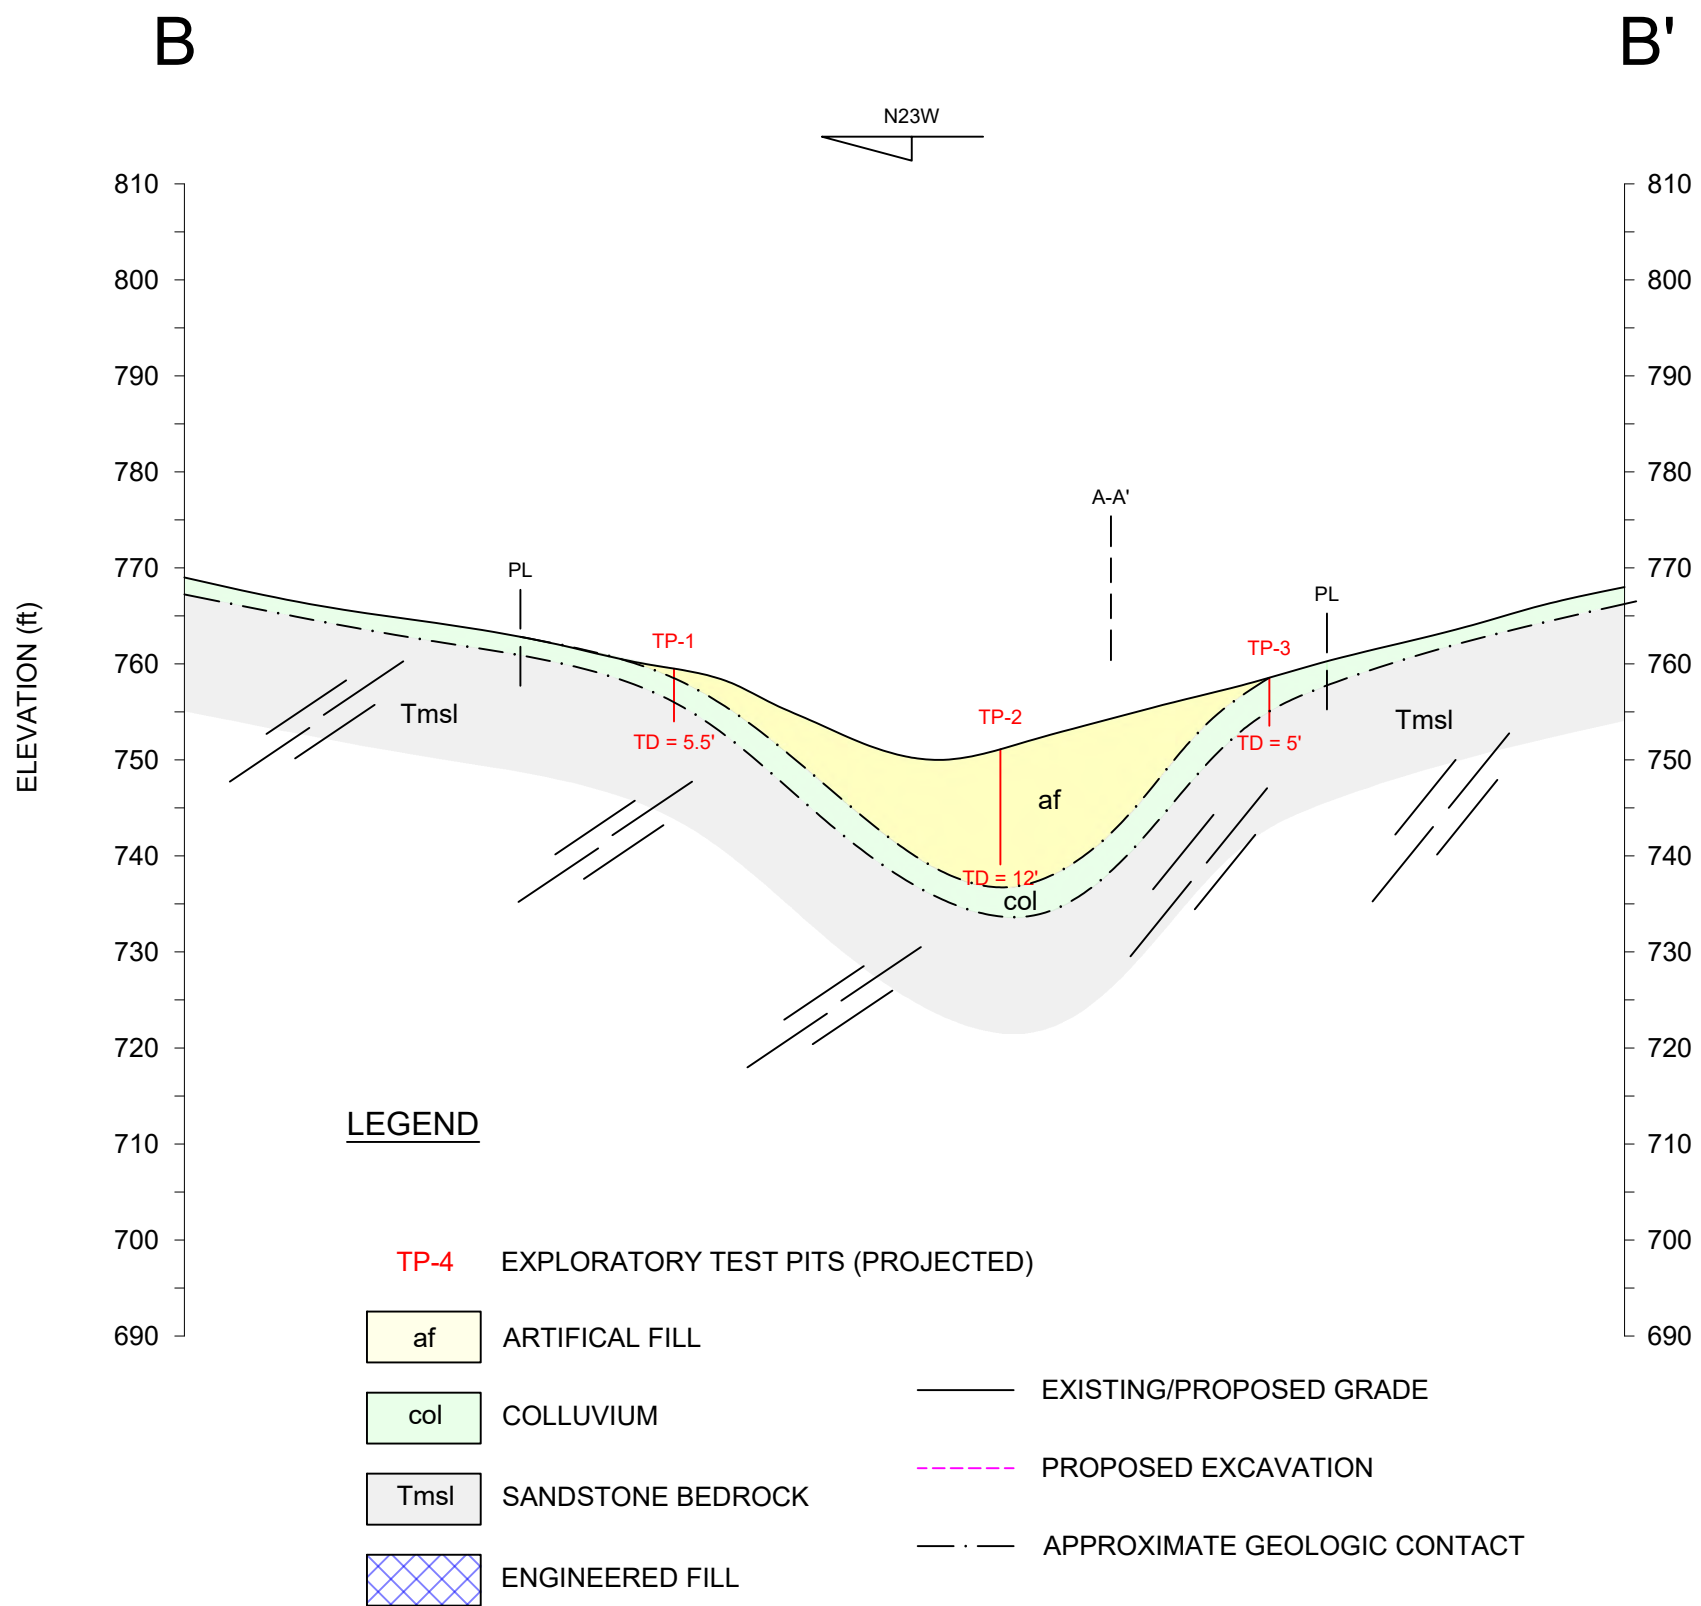 B
B'
N23W
810
810
800
800
790
790
780
780
A-A'
770
770
PL
PL
ELEVATION (ft)
760
760
TP-1
TP-3
Tmsl
Tmsl
TP-2
TD = 5.5'
TD = 5'
750
750
af
740
740
TD = 12'
col
730
730
720
720
LEGEND
710
710
700
700
TP-4 EXPLORATORY TEST PITS (PROJECTED)
690
690
af ARTIFICAL FILL
col COLLUVIUM
Tmsl SANDSTONE BEDROCK
ENGINEERED FILL
EXISTING/PROPOSED GRADE
PROPOSED EXCAVATION
APPROXIMATE GEOLOGIC CONTACT